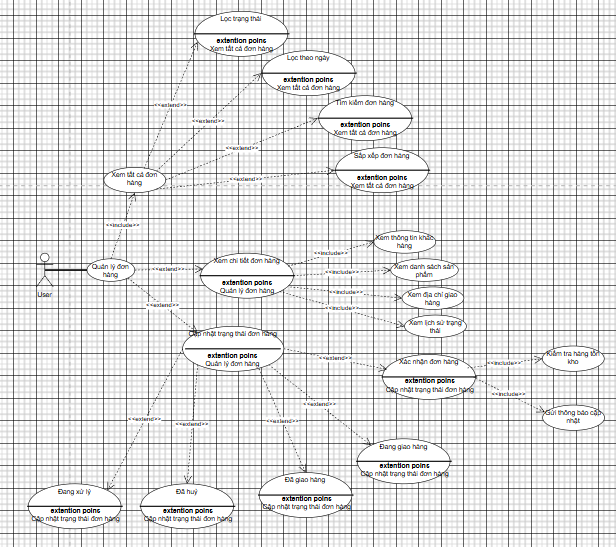 Lọc trạng thái
extention poins
Xem tất cả đơn hàng
Lọc theo ngày
extention poins
Xem tất cả đơn hàng
<<extend>>
<<extend>>
Tìm kiếm đơn hàng
extention poins
Xem tất cả đơn hàng
<<extend>>
Sắp xếp đơn hàng
extention poins
Xem tất cả đơn hàng
<<extend>>
Xem tất cả đơn
hàng
<<include>>
User
Quản lý đơn
hàng
<<extend>>
<<extend>>
Xem chi tiết đơn hàng
extention poins
Quản lý đơn hàng
<<include>>
Xem thông tin khác
hàng
<<include>>
Xem danh sách sản
phẩm
<<include>>
Xem địa chỉ giao
hàng
<<include>>
Xem lịch sử trạng
thái
Cập nhật trạng thái đơn hàng
extention poins
Quản lý đơn hàng
<<extend>>
Xác nhận đơn hàng
extention poins
Cập nhật trạng thái đơn hàng
<<include>>
Kiểm tra hàng tồn
kho
<<include>>
Gửi thông báo cập
nhật
<<extend>>
<<extend>>
<<extend>>
<<extend>>
Đang giao hàng
extention poins
Cập nhật trạng thái đơn hàng
Đã giao hàng
extention poins
Cập nhật trạng thái đơn hàng
Đang xử lý
extention poins
Cập nhật trạng thái đơn hàng
Đã huỷ
extention poins
Cập nhật trạng thái đơn hàng